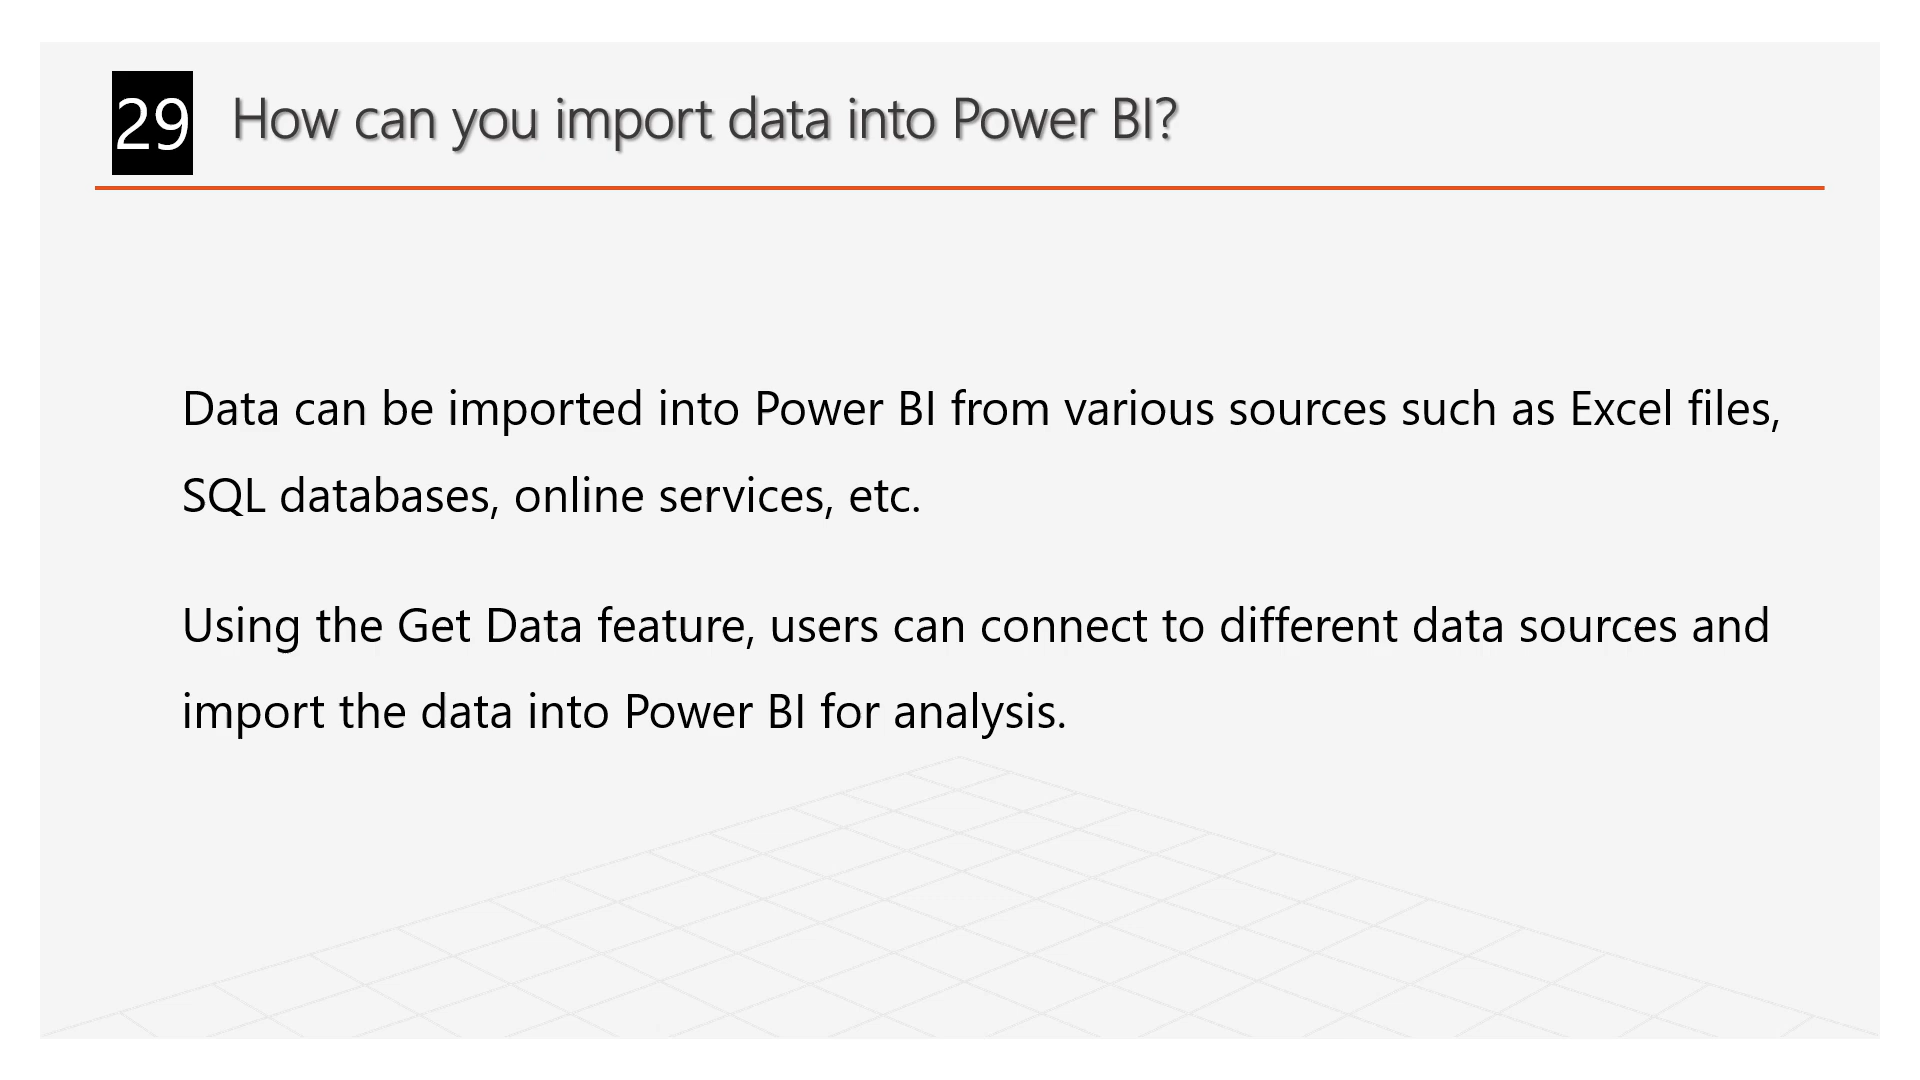 29 How can you import data into Power BI?
Data can be imported into Power BI from various sources such as Excel files,
SQL databases, online services, etc.
Using the Get Data feature, users can connect to different data sources and
import the data into Power BI for analysis.